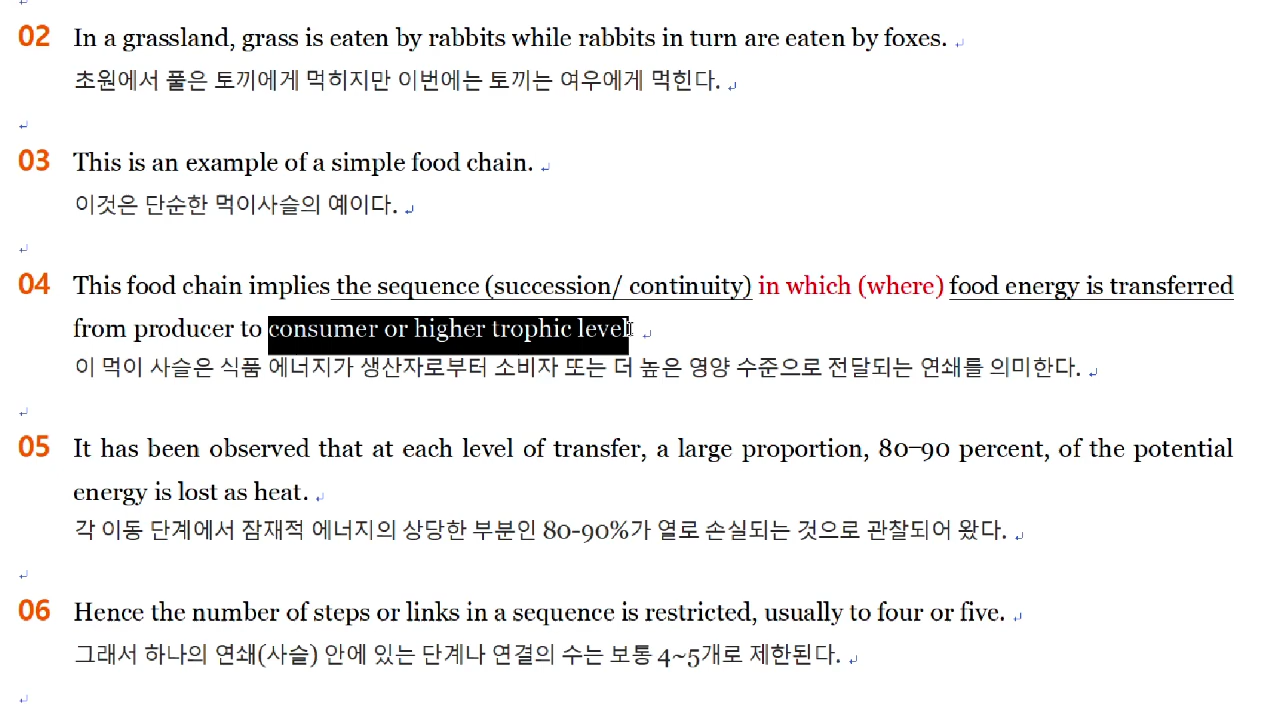 02 In a grassland, grass is eaten by rabbits while rabbits in turn are eaten by foxes.
초원에서 풀은 토끼에게 먹히지만 이번에는 토끼는 여우에게 먹힌다.
03 This is an example of a simple food chain.
이것은 단순한 먹이사슬의 예이다.
04 This food chain implies the sequence (succession/ continuity) in which (where) food energy is transferred
from producer to consumer or higher trophic level
이 먹이 사슬은 식품 에너지가 생산자로부터 소비자 또는 더 높은 영양 수준으로 전달되는 연쇄를 의미한다.
05 It has been observed that at each level of transfer, a large proportion, 80–90 percent, of the potential
energy is lost as heat.
각 이동 단계에서 잠재적 에너지의 상당한 부분인 80-90%가 열로 손실되는 것으로 관찰되어 왔다.
06 Hence the number of steps or links in a sequence is restricted, usually to four or five.
그래서 하나의 연쇄(사슬) 안에 있는 단계나 연결의 수는 보통 4~5개로 제한된다.